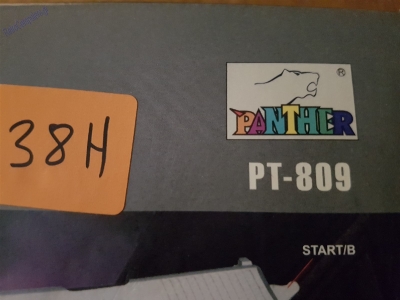 38H
PANTHER ®
PT-809
START/B